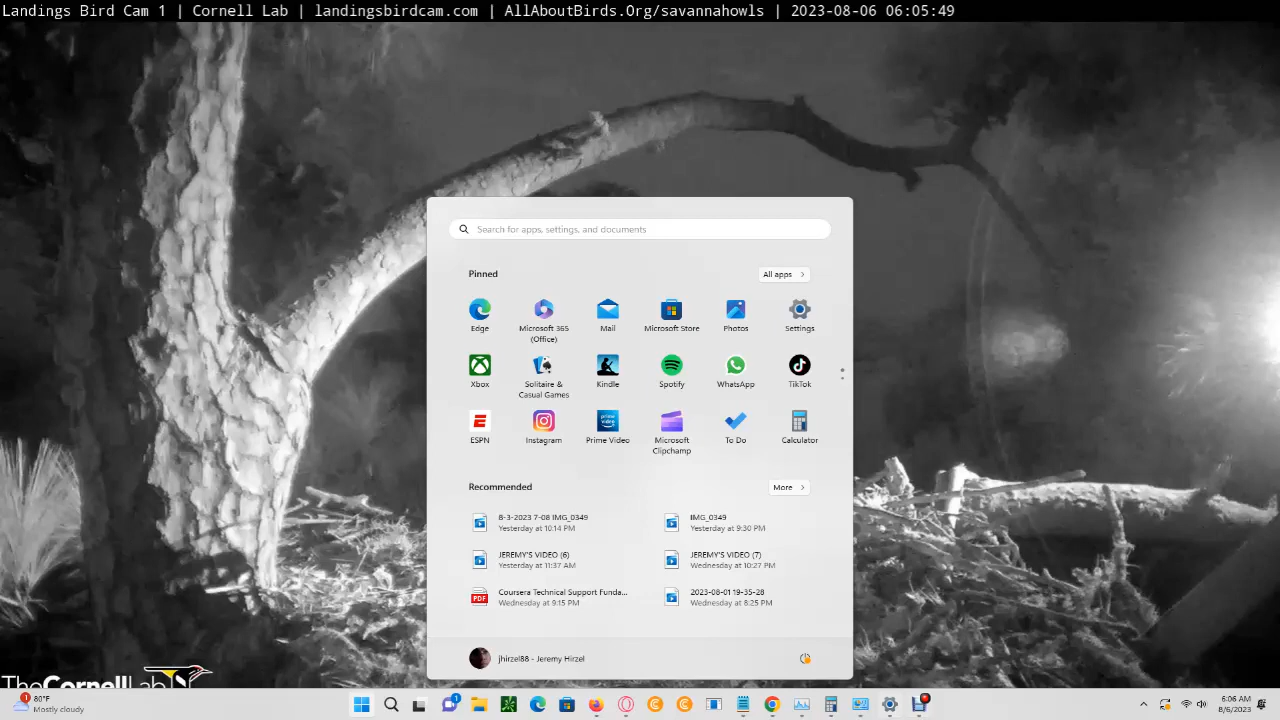 Landings Bird Cam 1 | Cornell Lab | landingsbirdcam.com | AllAboutBirds.Org/savannahowls | 2023-08-06 06:05:49
Search for apps, settings, and documents
Pinned
All apps
Edge
Microsoft 365 (Office)
Mail
Microsoft Store
Photos
Settings
Xbox
Solitaire & Casual Games
Kindle
Spotify
WhatsApp
TikTok
ESPN
Instagram
prime video
Prime Video
Microsoft Clipchamp
To Do
Calculator
Recommended
More
8-3-2023 7-08 IMG_0349
Yesterday at 10:14 PM
IMG_0349
Yesterday at 9:30 PM
JEREMY'S VIDEO (6)
Yesterday at 11:37 AM
JEREMY'S VIDEO (7)
Wednesday at 10:27 PM
PDF
Coursera Technical Support Funda...
Wednesday at 9:15 PM
2023-08-01 19-35-28
Wednesday at 8:25 PM
jhirzel88 - Jeremy Hirzel
TheCornellLab
1
80°F
Mostly cloudy
1
6:06 AM
8/6/2023